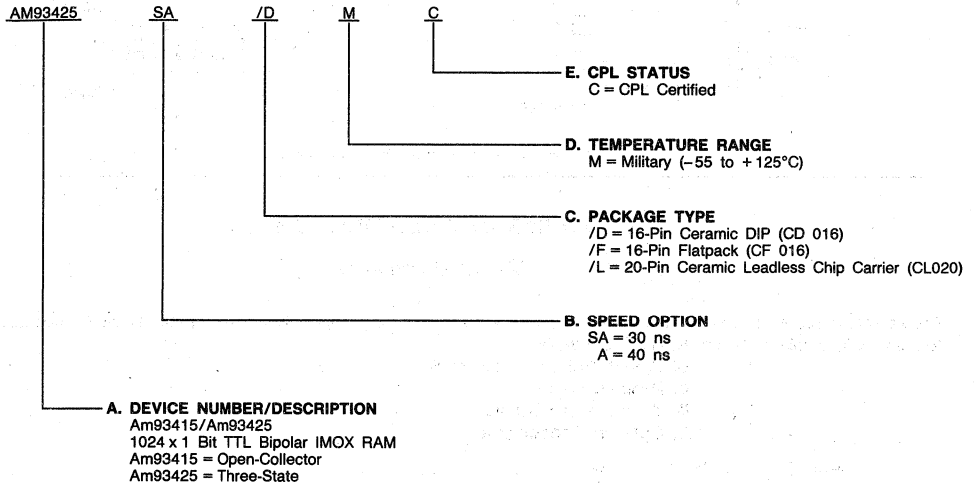 AM93425 SA /D M C
E. CPL STATUS
C = CPL Certified
D. TEMPERATURE RANGE
M = Military (−55 to +125°C)
C. PACKAGE TYPE
/D = 16-Pin Ceramic DIP (CD 016)
/F = 16-Pin Flatpack (CF 016)
/L = 20-Pin Ceramic Leadless Chip Carrier (CL020)
B. SPEED OPTION
SA = 30 ns
A = 40 ns
A. DEVICE NUMBER/DESCRIPTION
Am93415/Am93425
1024 x 1 Bit TTL Bipolar IMOX RAM
Am93415 = Open-Collector
Am93425 = Three-State